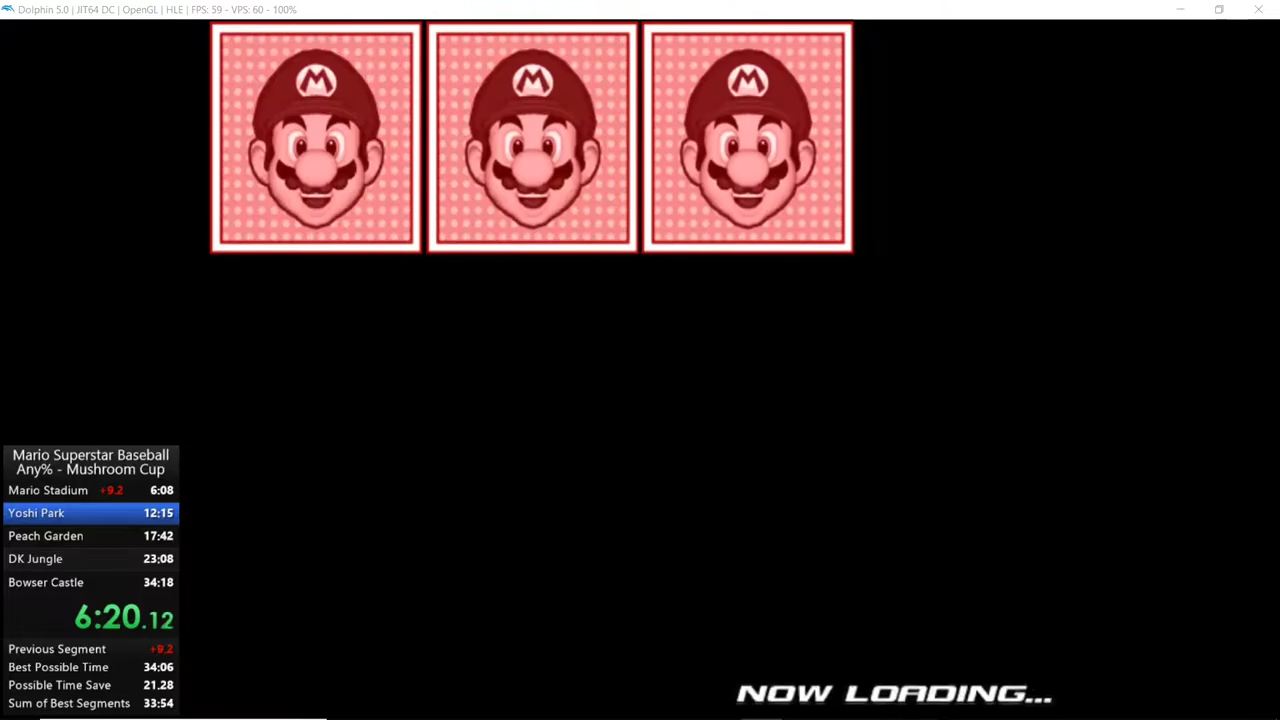 Dolphin 5.0 | JIT64 DC | OpenGL | HLE | FPS: 59 - VPS: 60 - 100%
M M M
Mario Superstar Baseball
Any% - Mushroom Cup
Mario Stadium +9.2 6:08
Yoshi Park 12:15
Peach Garden 17:42
DK Jungle 23:08
Bowser Castle 34:18
6:20.12
Previous Segment +9.2
Best Possible Time 34:06
Possible Time Save 21.28
Sum of Best Segments 33:54
NOW LOADING...